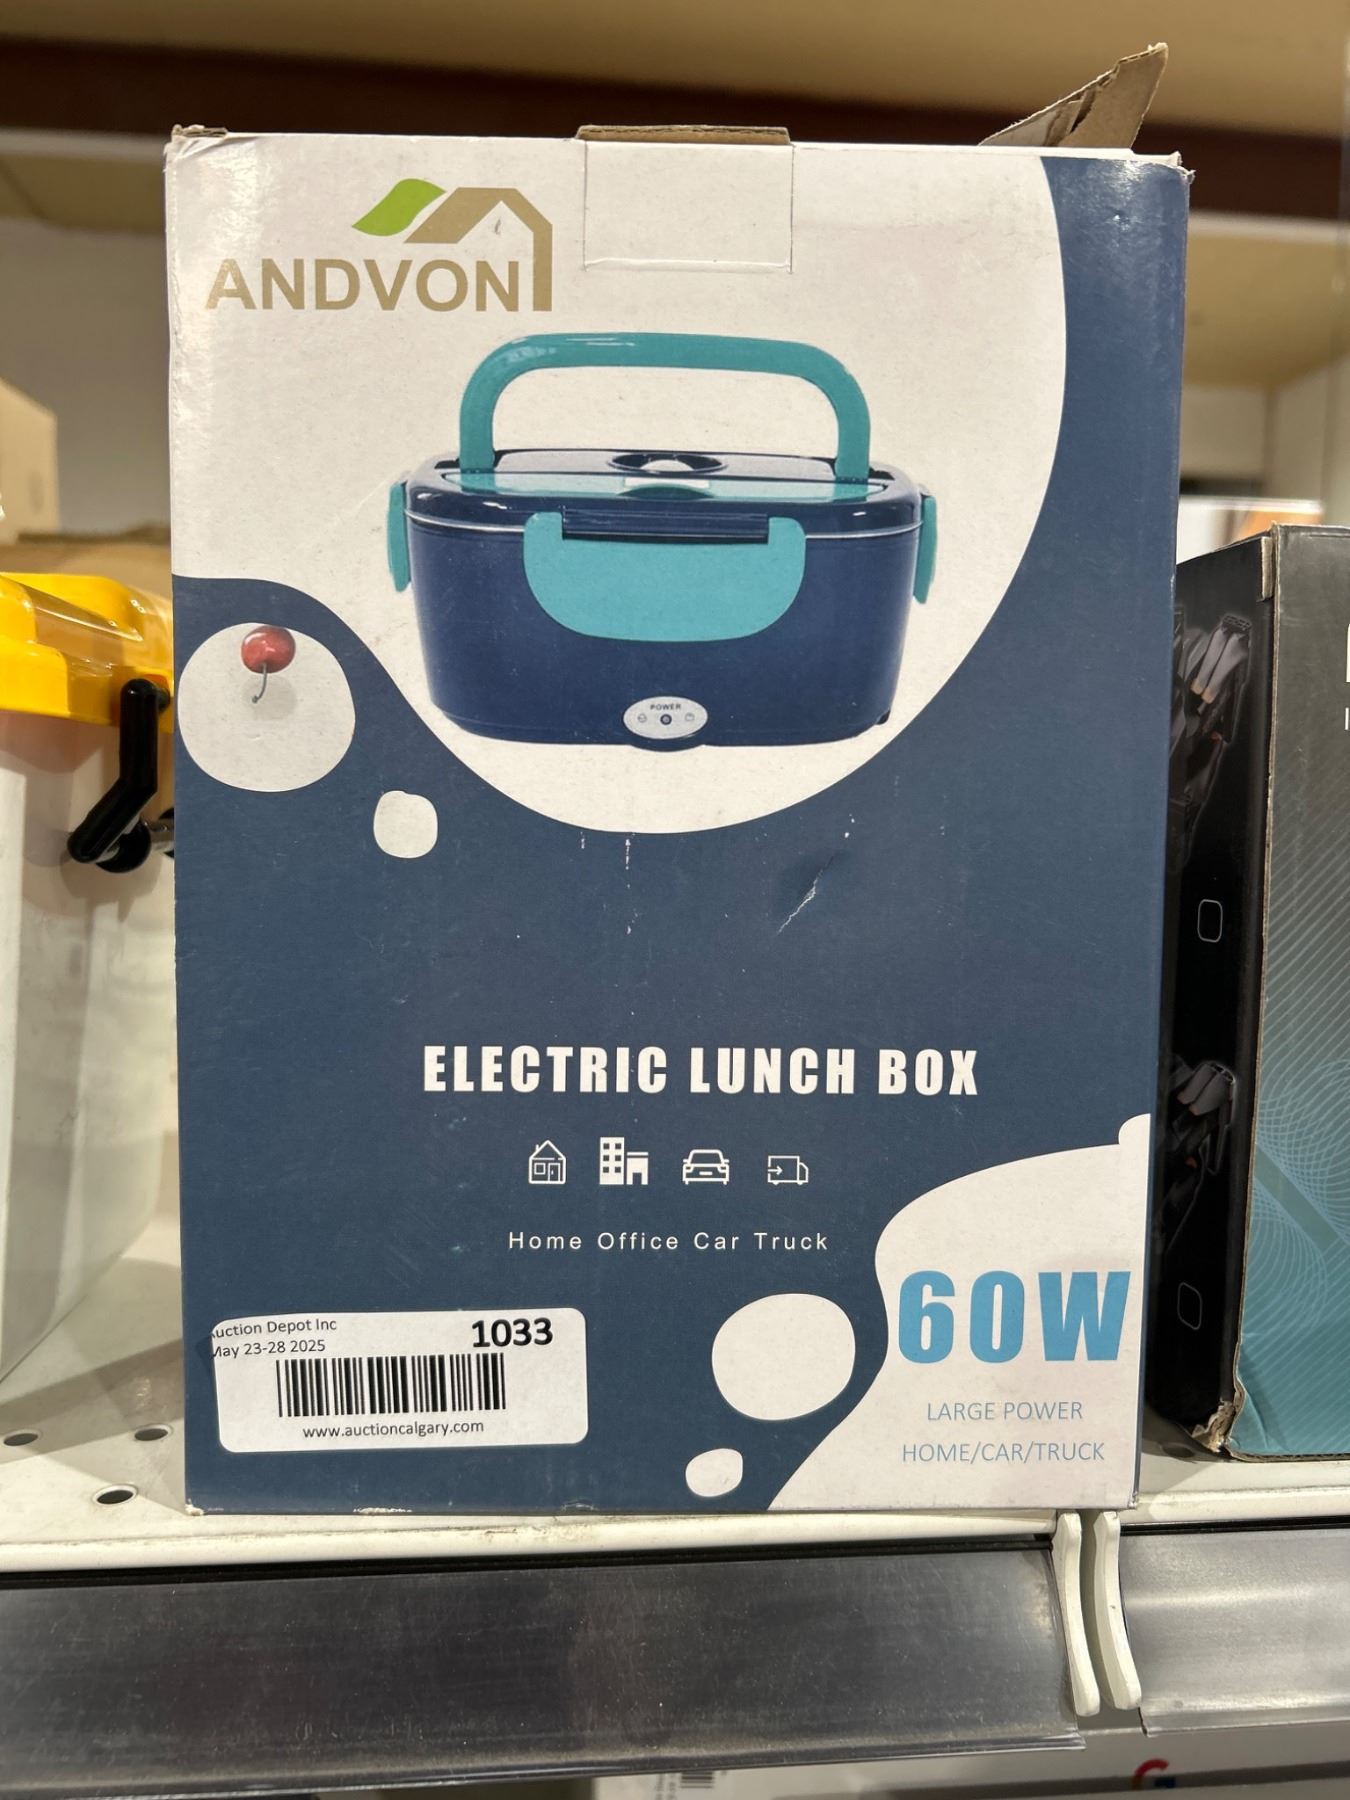 ANDVON
POWER
ELECTRIC LUNCH BOX
Home Office Car Truck
60W
LARGE POWER
HOME/CAR/TRUCK
uction Depot Inc
May 23-28 2025
1033
www.auctioncalgary.com